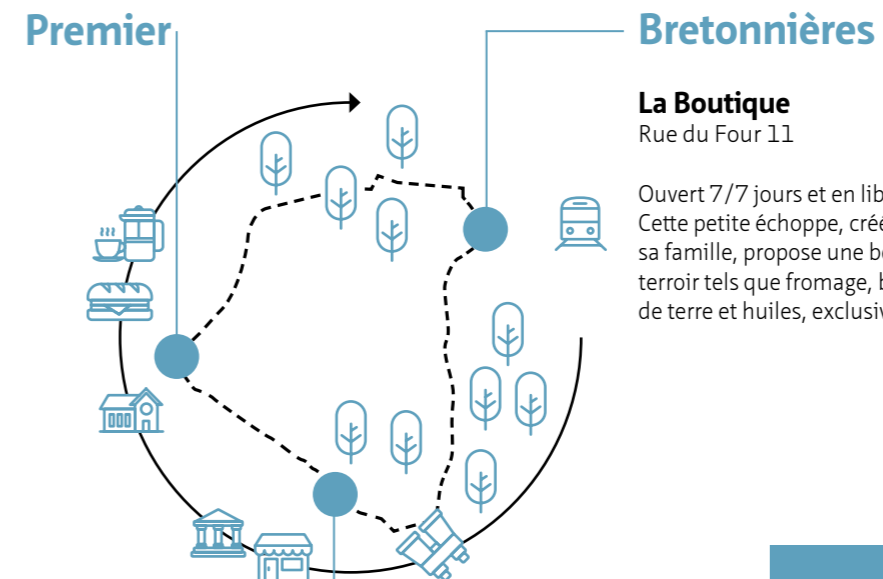 Premier
Bretonnières
La Boutique
Rue du Four 11
Ouvert 7/7 jours et en
Cette petite échoppe,
sa famille, propose une
terroir tels que fromage,
de terre et huiles,